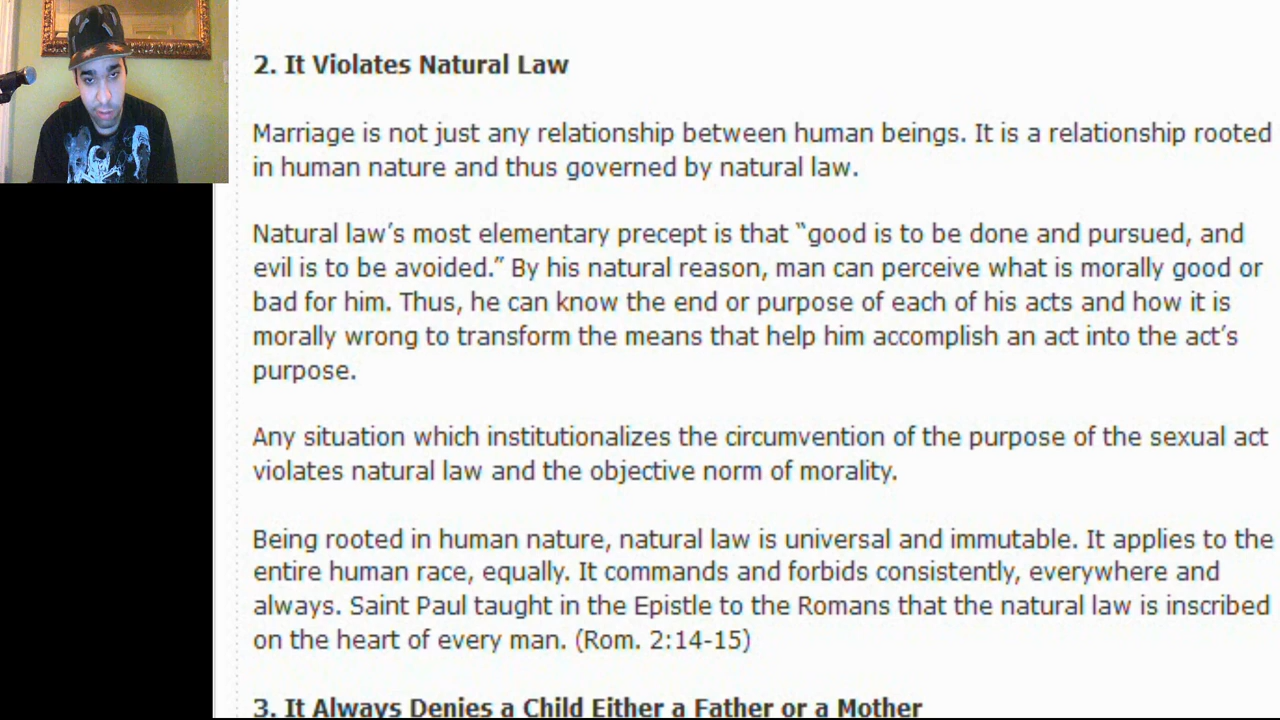 2. It Violates Natural Law
Marriage is not just any relationship between human beings. It is a relationship rooted
in human nature and thus governed by natural law.
Natural law’s most elementary precept is that “good is to be done and pursued, and
evil is to be avoided.” By his natural reason, man can perceive what is morally good or
bad for him. Thus, he can know the end or purpose of each of his acts and how it is
morally wrong to transform the means that help him accomplish an act into the act’s
purpose.
Any situation which institutionalizes the circumvention of the purpose of the sexual act
violates natural law and the objective norm of morality.
Being rooted in human nature, natural law is universal and immutable. It applies to the
entire human race, equally. It commands and forbids consistently, everywhere and
always. Saint Paul taught in the Epistle to the Romans that the natural law is inscribed
on the heart of every man. (Rom. 2:14-15)
3. It Always Denies a Child Either a Father or a Mother